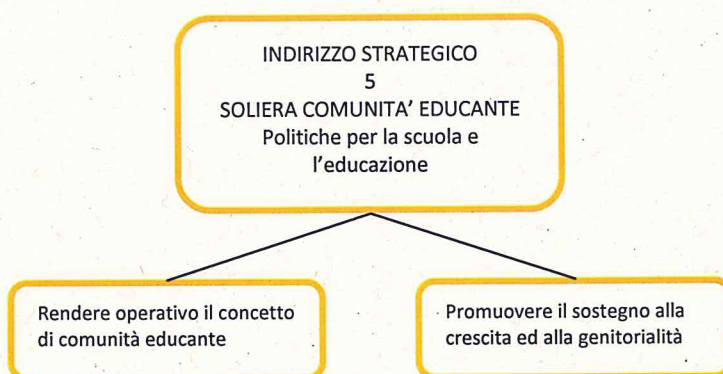 INDIRIZZO STRATEGICO
5
SOLIERA COMUNITA' EDUCANTE
Politiche per la scuola e
l'educazione
Rendere operativo il concetto
di comunità educante
Promuovere il sostegno alla
crescita ed alla genitorialità